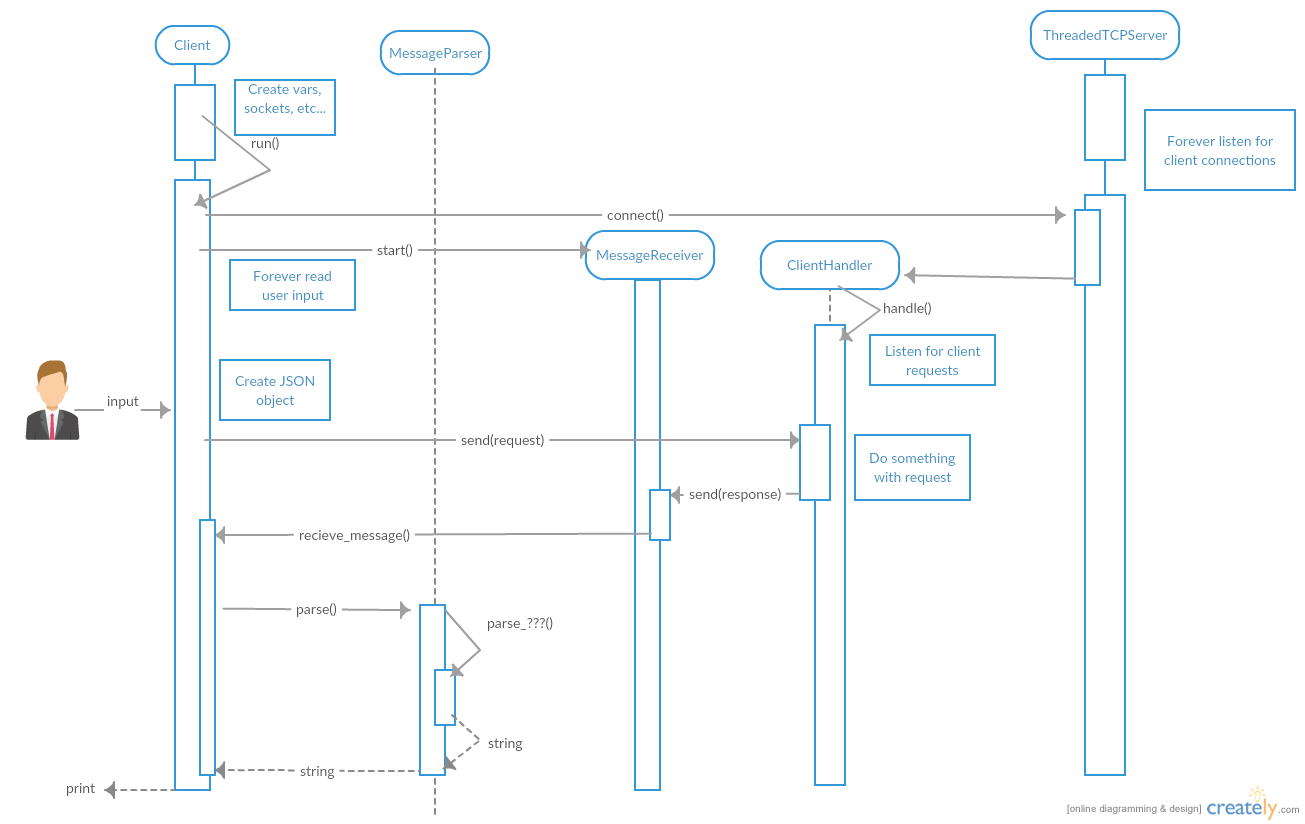 Client
MessageParser
ThreadedTCPServer
Create vars,
sockets, etc...
run()
Forever listen for
client connections
connect()
start()
MessageReceiver
ClientHandler
Forever read
user input
handle()
Listen for client
requests
Create JSON
object
input
send(request)
Do something
with request
send(response)
recieve_message()
parse()
parse_???()
string
string
print
[online diagramming & design] creately.com